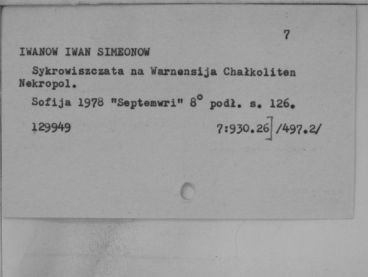 7
IWANOW IWAN SIMEONOW
Sykrowiszczata na Warnensija Chałkoliten
Nekropol.
Sofija 1978 "Septemwri" 8° podł. s. 126.
129949 7:930.26]/497.2/